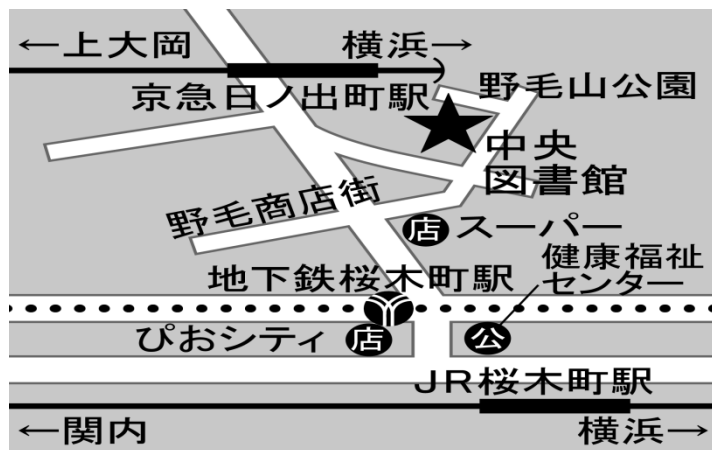 ←上大岡
横浜→
京急日ノ出町駅
野毛山公園
中央
図書館
野毛商店街
店
スーパー
健康福祉
センター
地下鉄桜木町駅
ぴおシティ
店
公
JR桜木町駅
←関内
横浜→